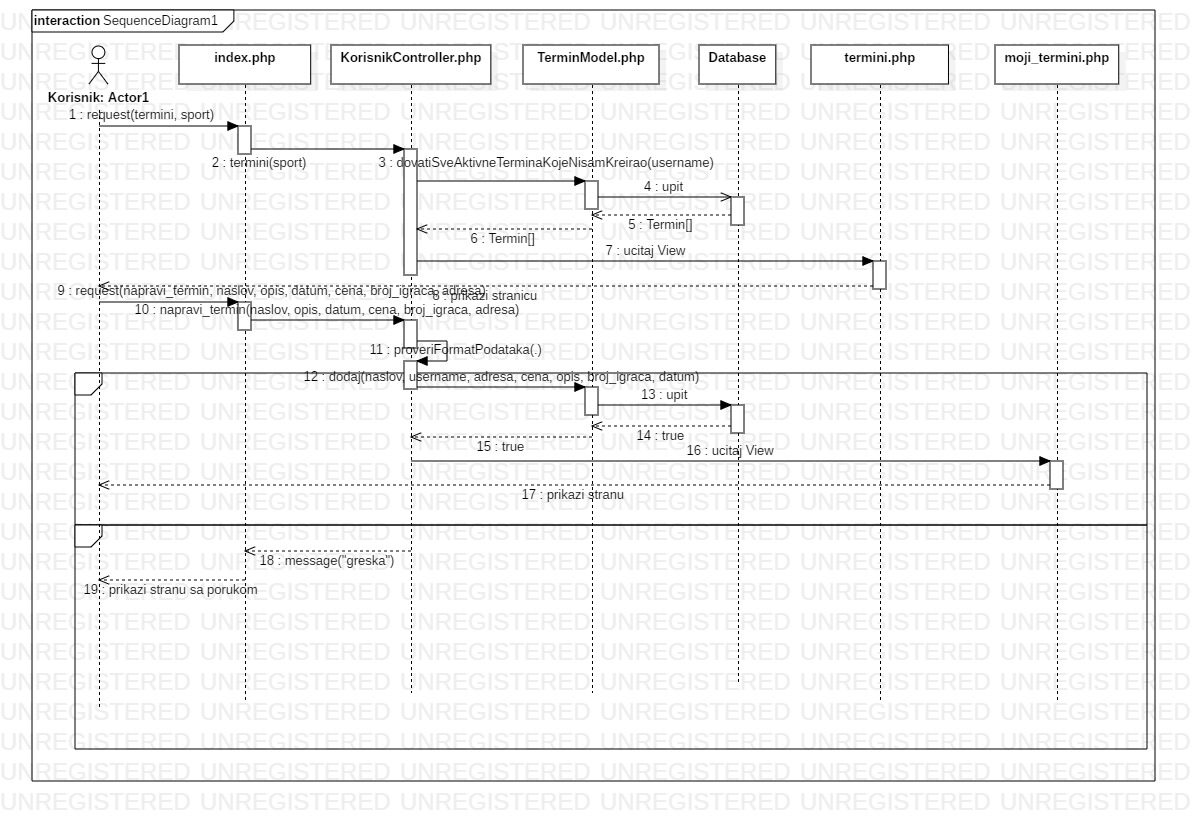 interaction SequenceDiagram1
Korisnik: Actor1
index.php
KorisnikController.php
TerminModel.php
Database
termini.php
moji_termini.php
1 : request(termini, sport)
2 : termini(sport)
3 : dovatiSveAktivneTerminaKojeNisamKreirao(username)
4 : upit
5 : Termin[]
6 : Termin[]
7 : ucitaj View
8 : prikazi stranicu
9 : request(napravi_termin, naslov, opis, datum, cena, broj_igraca, adresa)
10 : napravi_termin(naslov, opis, datum, cena, broj_igraca, adresa)
11 : proveriFormatPodataka(.)
12 : dodaj(naslov, username, adresa, cena, opis, broj_igraca, datum)
13 : upit
14 : true
15 : true
16 : ucitaj View
17 : prikazi stranu
18 : message("greska")
19 : prikazi stranu sa porukom
UNREGISTERED